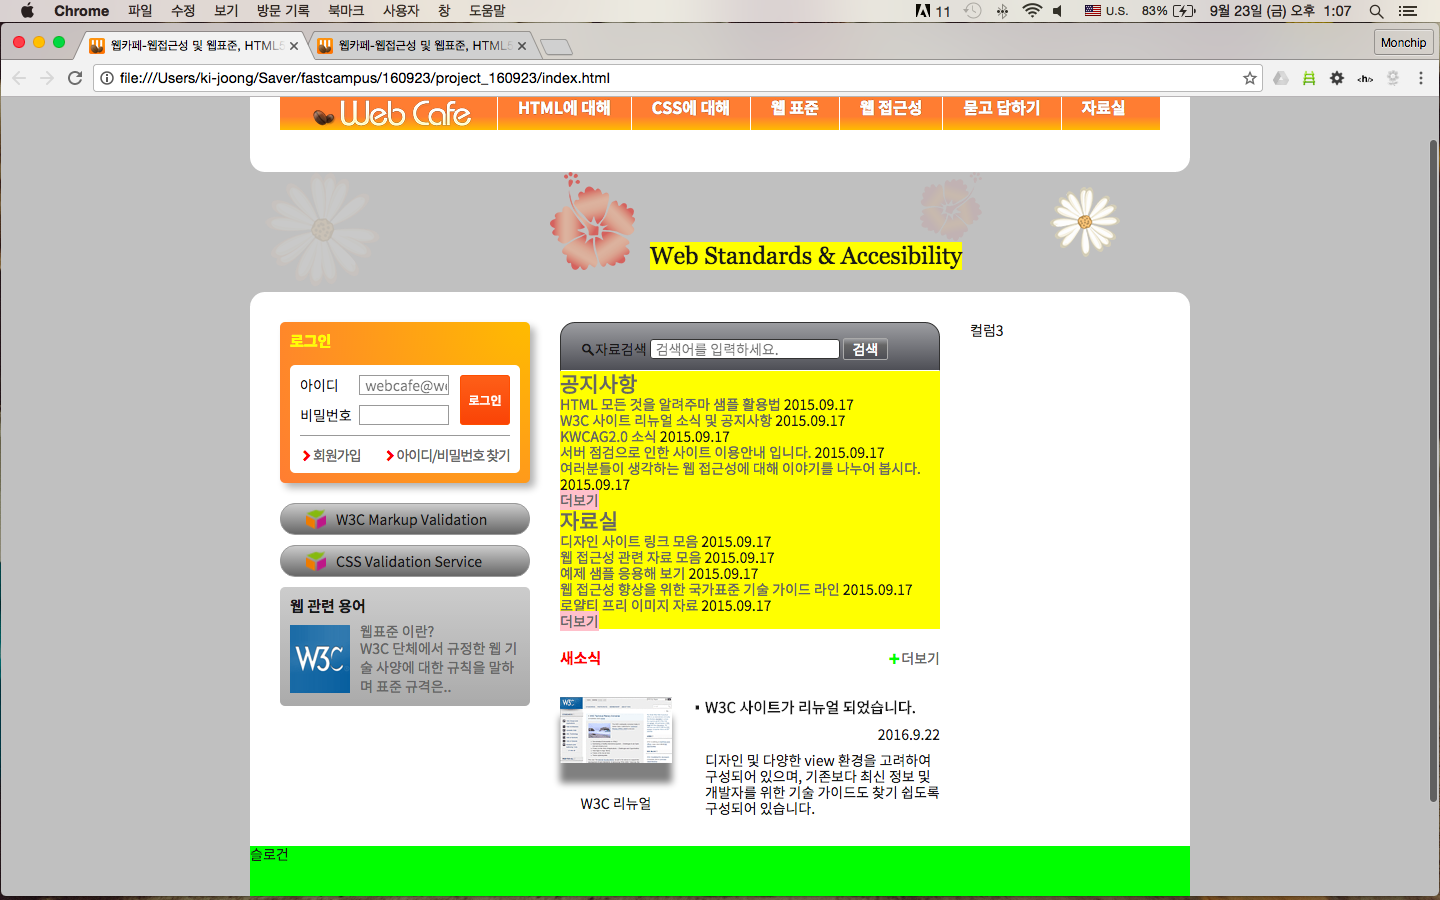 Chrome 파일 수정 보기 방문 기록 북마크 사용자 창 도움말 11 U.S. 83% 9월 23일 (금) 오후 1:07
웹카페-웹접근성 및 웹표준, HTML5 웹카페-웹접근성 및 웹표준, HTML5 Monchip
file:///Users/ki-joong/Saver/fastcampus/160923/project_160923/index.html
Web Cafe HTML에 대해 CSS에 대해 웹 표준 웹 접근성 묻고 답하기 자료실
Web Standards & Accesibility
로그인
아이디 webcafe@we
비밀번호
로그인
회원가입 아이디/비밀번호 찾기
W3C Markup Validation
CSS Validation Service
웹 관련 용어
W3C
웹표준 이란?
W3C 단체에서 규정한 웹 기
술 사양에 대한 규칙을 말하
며 표준 규격은..
자료검색 검색어를 입력하세요. 검색
공지사항
HTML 모든 것을 알려주마 샘플 활용법 2015.09.17
W3C 사이트 리뉴얼 소식 및 공지사항 2015.09.17
KWCAG2.0 소식 2015.09.17
서버 점검으로 인한 사이트 이용안내 입니다. 2015.09.17
여러분들이 생각하는 웹 접근성에 대해 이야기를 나누어 봅시다.
2015.09.17
더보기
자료실
디자인 사이트 링크 모음 2015.09.17
웹 접근성 관련 자료 모음 2015.09.17
예제 샘플 응용해 보기 2015.09.17
웹 접근성 향상을 위한 국가표준 기술 가이드 라인 2015.09.17
로얄티 프리 이미지 자료 2015.09.17
더보기
새소식 더보기
W3C
W3C 리뉴얼
W3C 사이트가 리뉴얼 되었습니다.
2016.9.22
디자인 및 다양한 view 환경을 고려하여
구성되어 있으며, 기존보다 최신 정보 및
개발자를 위한 기술 가이드도 찾기 쉽도록
구성되어 있습니다.
컬럼3
슬로건